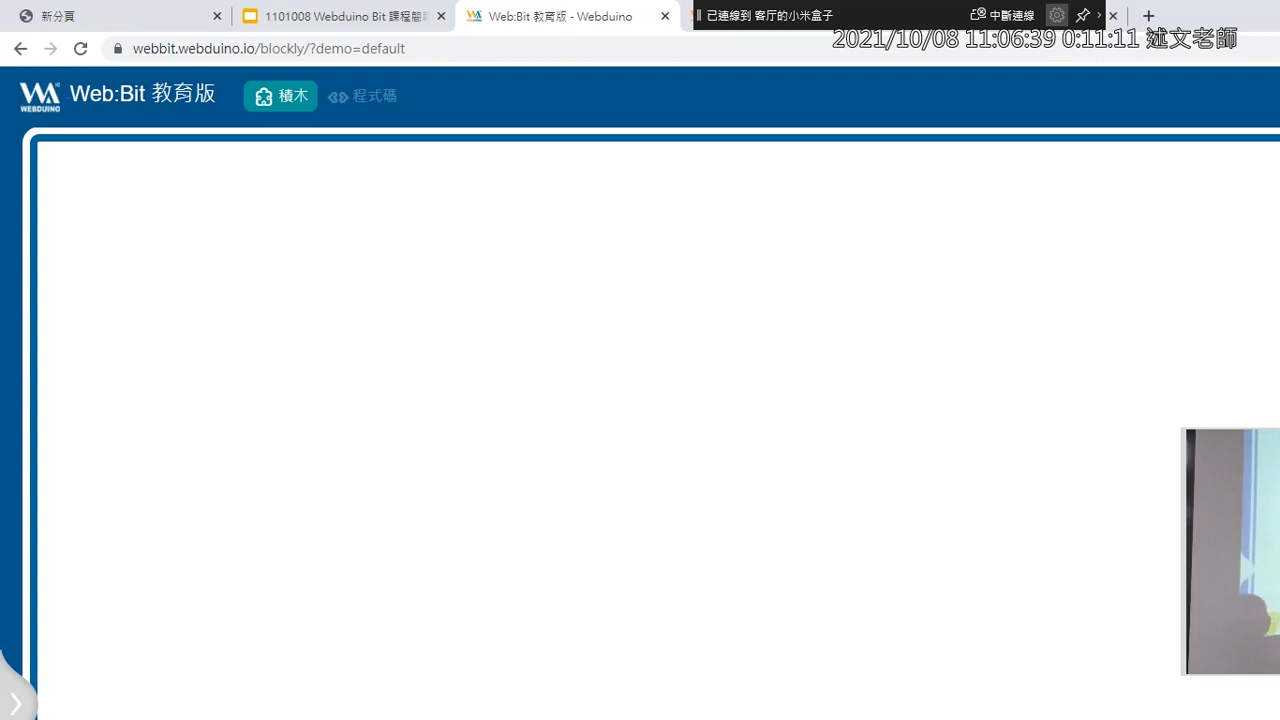 新分頁
1101008 Webduino Bit 課程簡
Web:Bit 教育版 - Webduino
已連線到 客厅的小米盒子
中斷連線
webbit.webduino.io/blockly/?demo=default
2021/10/08 11:06:39 0:11:11 述文老師
WEBDUINO
Web:Bit 教育版
積木
程式碼